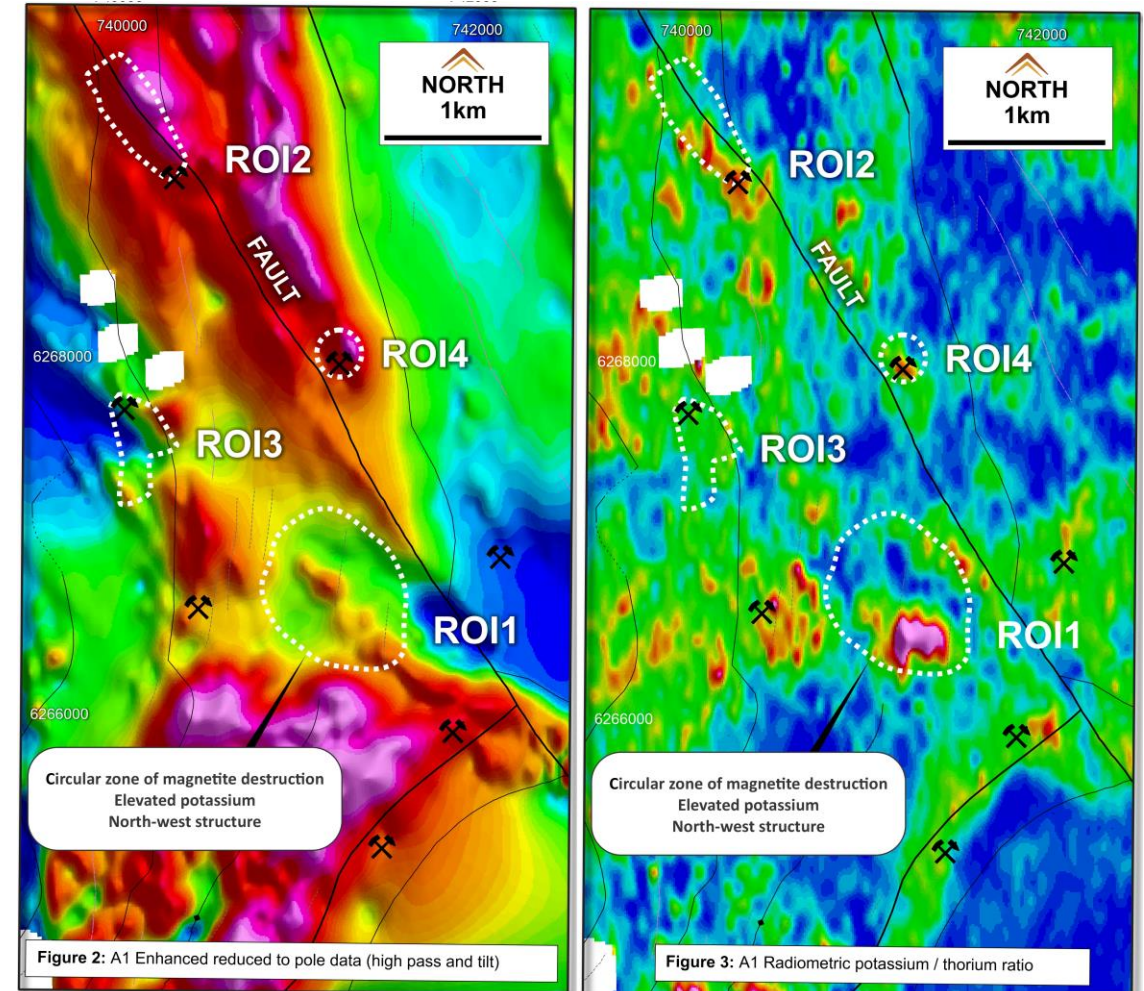 740000
742000
NORTH
1km
ROI2
FAULT
ROI4
6268000
ROI3
ROI1
6266000
Circular zone of magnetite destruction
Elevated potassium
North-west structure
Figure 2: A1 Enhanced reduced to pole data (high pass and tilt)
740000
742000
NORTH
1km
ROI2
FAULT
ROI4
6268000
ROI3
ROI1
6266000
Circular zone of magnetite destruction
Elevated potassium
North-west structure
Figure 3: A1 Radiometric potassium / thorium ratio